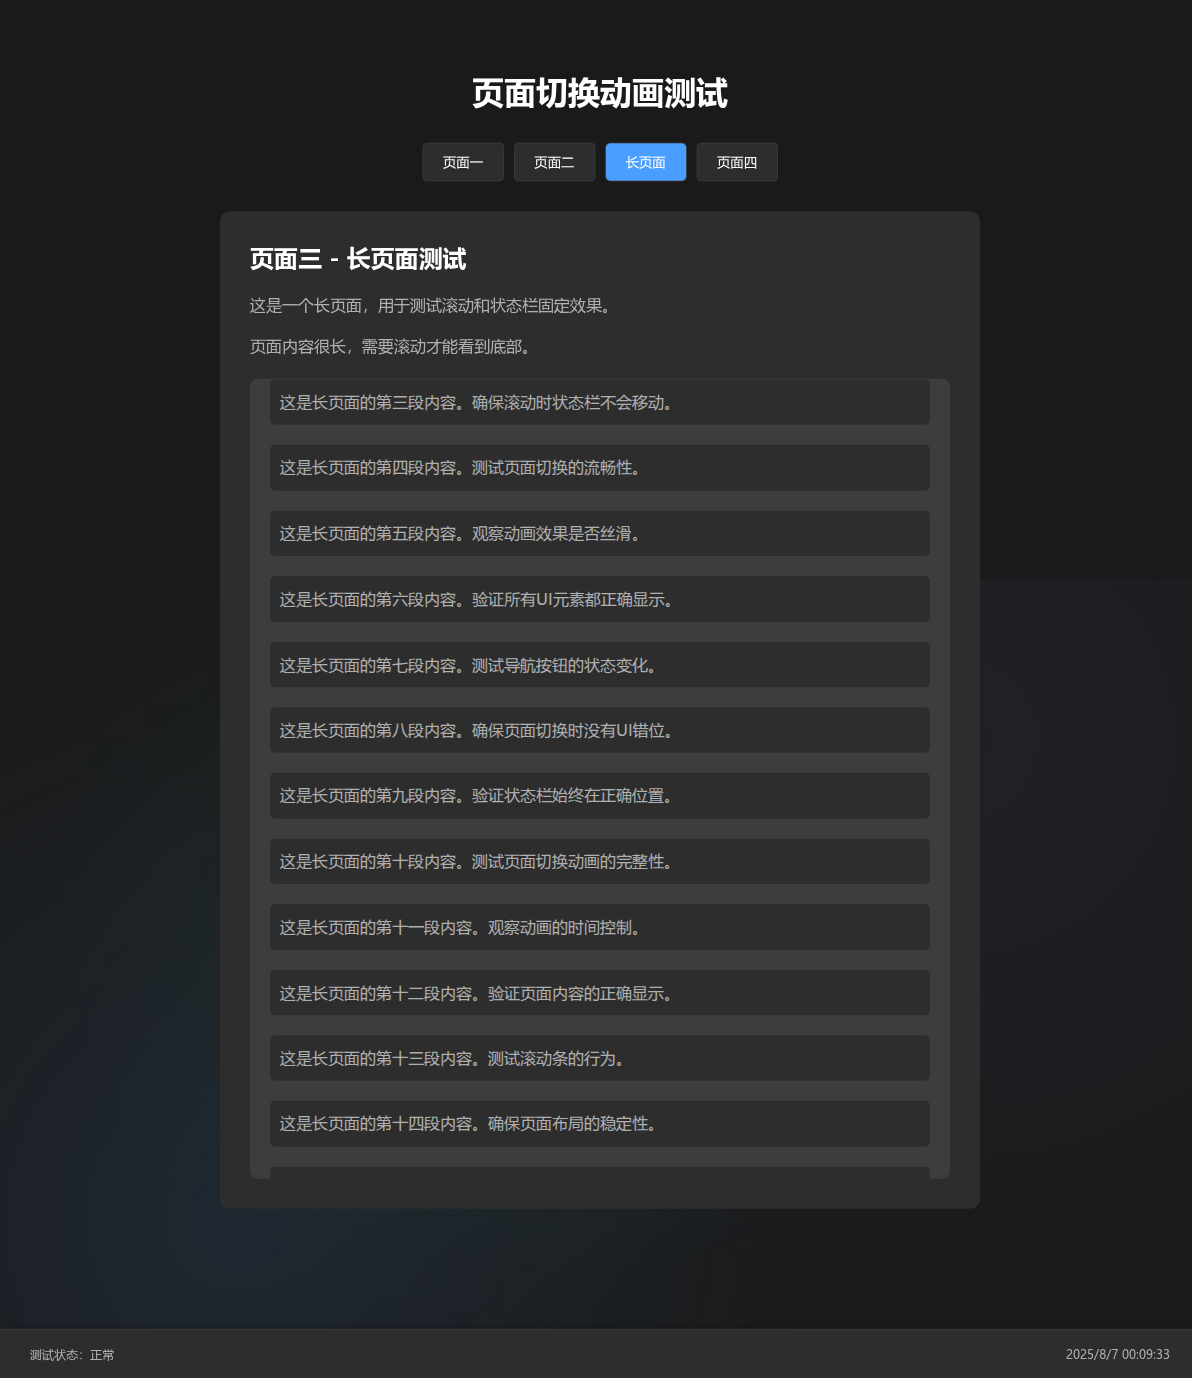 页面切换动画测试
页面一
页面二
长页面
页面四
页面三 - 长页面测试
这是一个长页面，用于测试滚动和状态栏固定效果。
页面内容很长，需要滚动才能看到底部。
这是长页面的第三段内容。确保滚动时状态栏不会移动。
这是长页面的第四段内容。测试页面切换的流畅性。
这是长页面的第五段内容。观察动画效果是否丝滑。
这是长页面的第六段内容。验证所有UI元素都正确显示。
这是长页面的第七段内容。测试导航按钮的状态变化。
这是长页面的第八段内容。确保页面切换时没有UI错位。
这是长页面的第九段内容。验证状态栏始终在正确位置。
这是长页面的第十段内容。测试页面切换动画的完整性。
这是长页面的第十一段内容。观察动画的时间控制。
这是长页面的第十二段内容。验证页面内容的正确显示。
这是长页面的第十三段内容。测试滚动条的行为。
这是长页面的第十四段内容。确保页面布局的稳定性。
测试状态：正常
2025/8/7 00:09:33